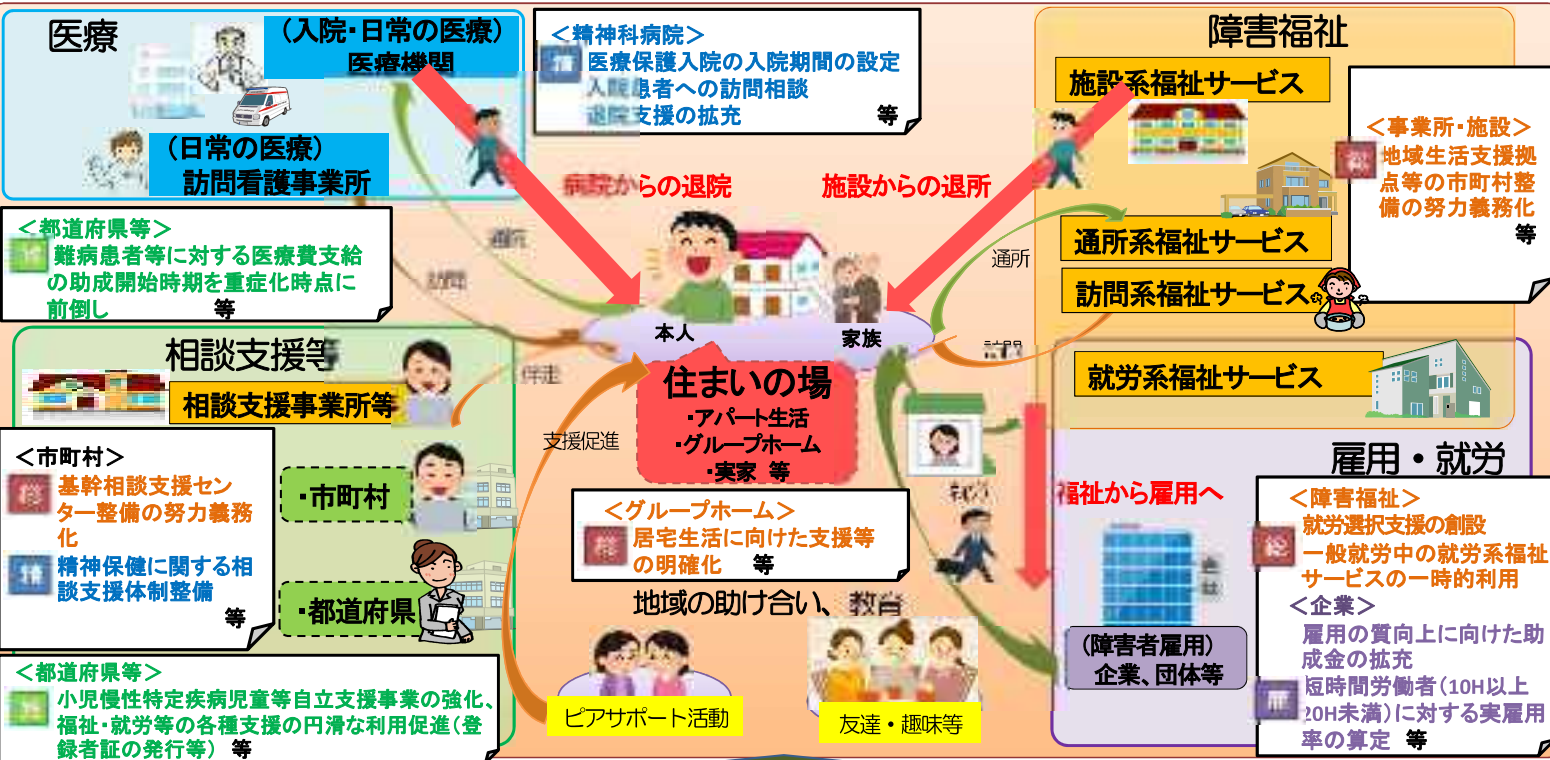 医療
(入院・日常の医療)
医療機関
(日常の医療)
訪問看護事業所
＜精神科病院＞
医療保護入院の入院期間の設定
入院患者への訪問相談
退院支援の拡充 等
障害福祉
施設系福祉サービス
＜事業所・施設＞
総
地域生活支援拠
点等の市町村整
備の努力義務化
等
通所系福祉サービス
訪問系福祉サービス
病院からの退院
施設からの退所
通院
訪問
通所
訪問
＜都道府県等＞
難病患者等に対する医療費支給
の助成開始時期を重症化時点に
前倒し 等
本人
家族
住まいの場
・アパート生活
・グループホーム
・実家 等
相談支援等
相談支援事業所等
伴走
支援促進
＜市町村＞
総
基幹相談支援セン
ター整備の努力義務
化
精
精神保健に関する相
談支援体制整備
等
・市町村
・都道府県
＜都道府県等＞
小児慢性特定疾病児童等自立支援事業の強化、
福祉・就労等の各種支援の円滑な利用促進(登
録者証の発行等) 等
＜グループホーム＞
総
居宅生活に向けた支援等
の明確化 等
地域の助け合い、教育
ピアサポート活動
友達・趣味等
就労系福祉サービス
雇用・就労
福祉から雇用へ
会社
(障害者雇用)
企業、団体等
＜障害福祉＞
就労選択支援の創設
総
一般就労中の就労系福祉
サービスの一時的利用
＜企業＞
雇用の質向上に向けた助
成金の拡充
雇
短時間労働者(10H以上
20H未満)に対する実雇用
率の算定 等